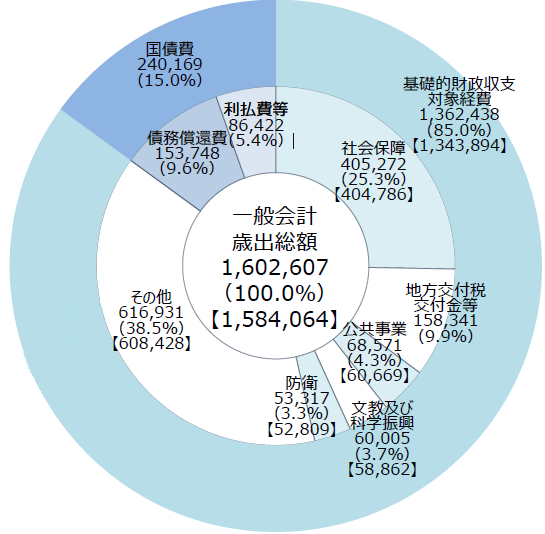 国債費
240,169
（15.0%）
利払費等
86,422
（5.4%）
債務償還費
153,748
（9.6%）
基礎的財政収支
対象経費
1,362,438
（85.0%）
【1,343,894】
社会保障
405,272
（25.3%）
【404,786】
一般会計
歳出総額
1,602,607
（100.0%）
【1,584,064】
地方交付税
交付金等
158,341
（9.9%）
その他
616,931
（38.5%）
【608,428】
公共事業
68,571
（4.3%）
【60,669】
防衛
53,317
（3.3%）
【52,809】
文教及び
科学振興
60,005
（3.7%）
【58,862】